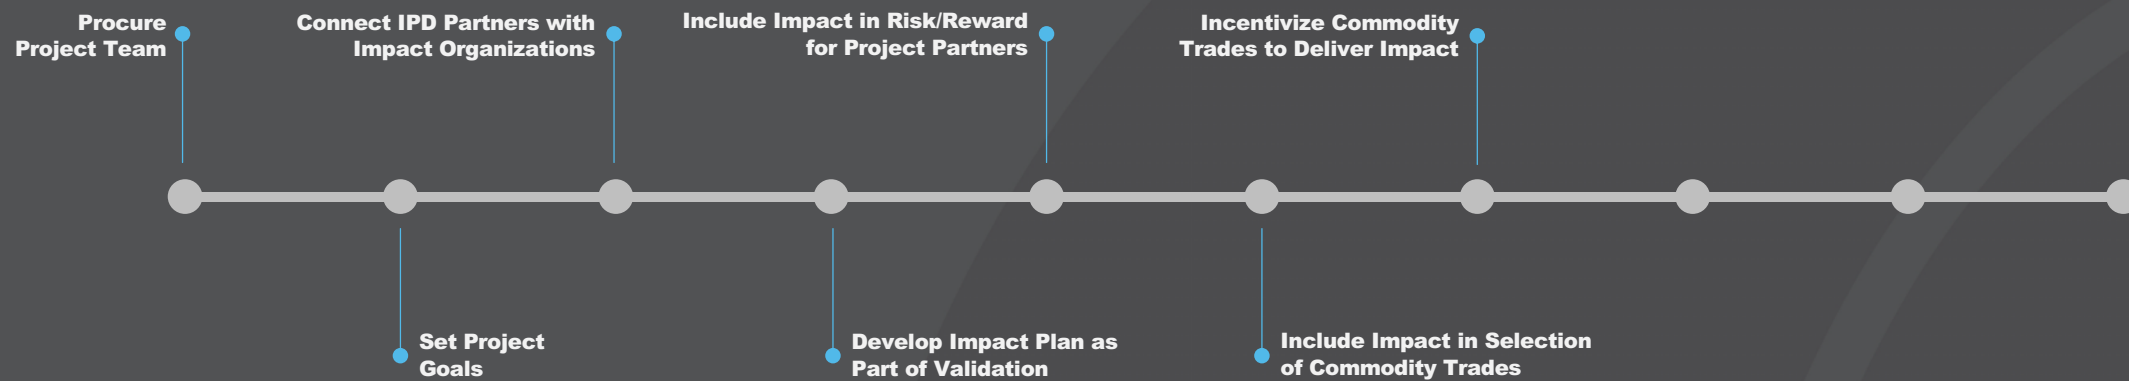 Procure
Project Team
Connect IPD Partners with
Impact Organizations
Include Impact in Risk/Reward
for Project Partners
Incentivize Commodity
Trades to Deliver Impact
Set Project
Goals
Develop Impact Plan as
Part of Validation
Include Impact in Selection
of Commodity Trades